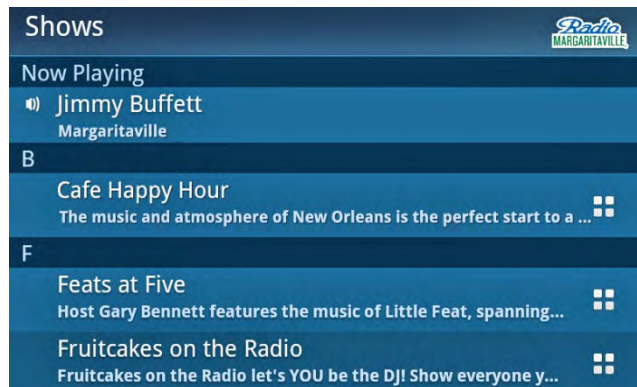 Shows
Radio
MARGARITAVILLE
Now Playing
Jimmy Buffett
Margaritaville
B
Cafe Happy Hour
The music and atmosphere of New Orleans is the perfect start to a ...
F
Feats at Five
Host Gary Bennett features the music of Little Feat, spanning...
Fruitcakes on the Radio
Fruitcakes on the Radio let's YOU be the DJ! Show everyone y...